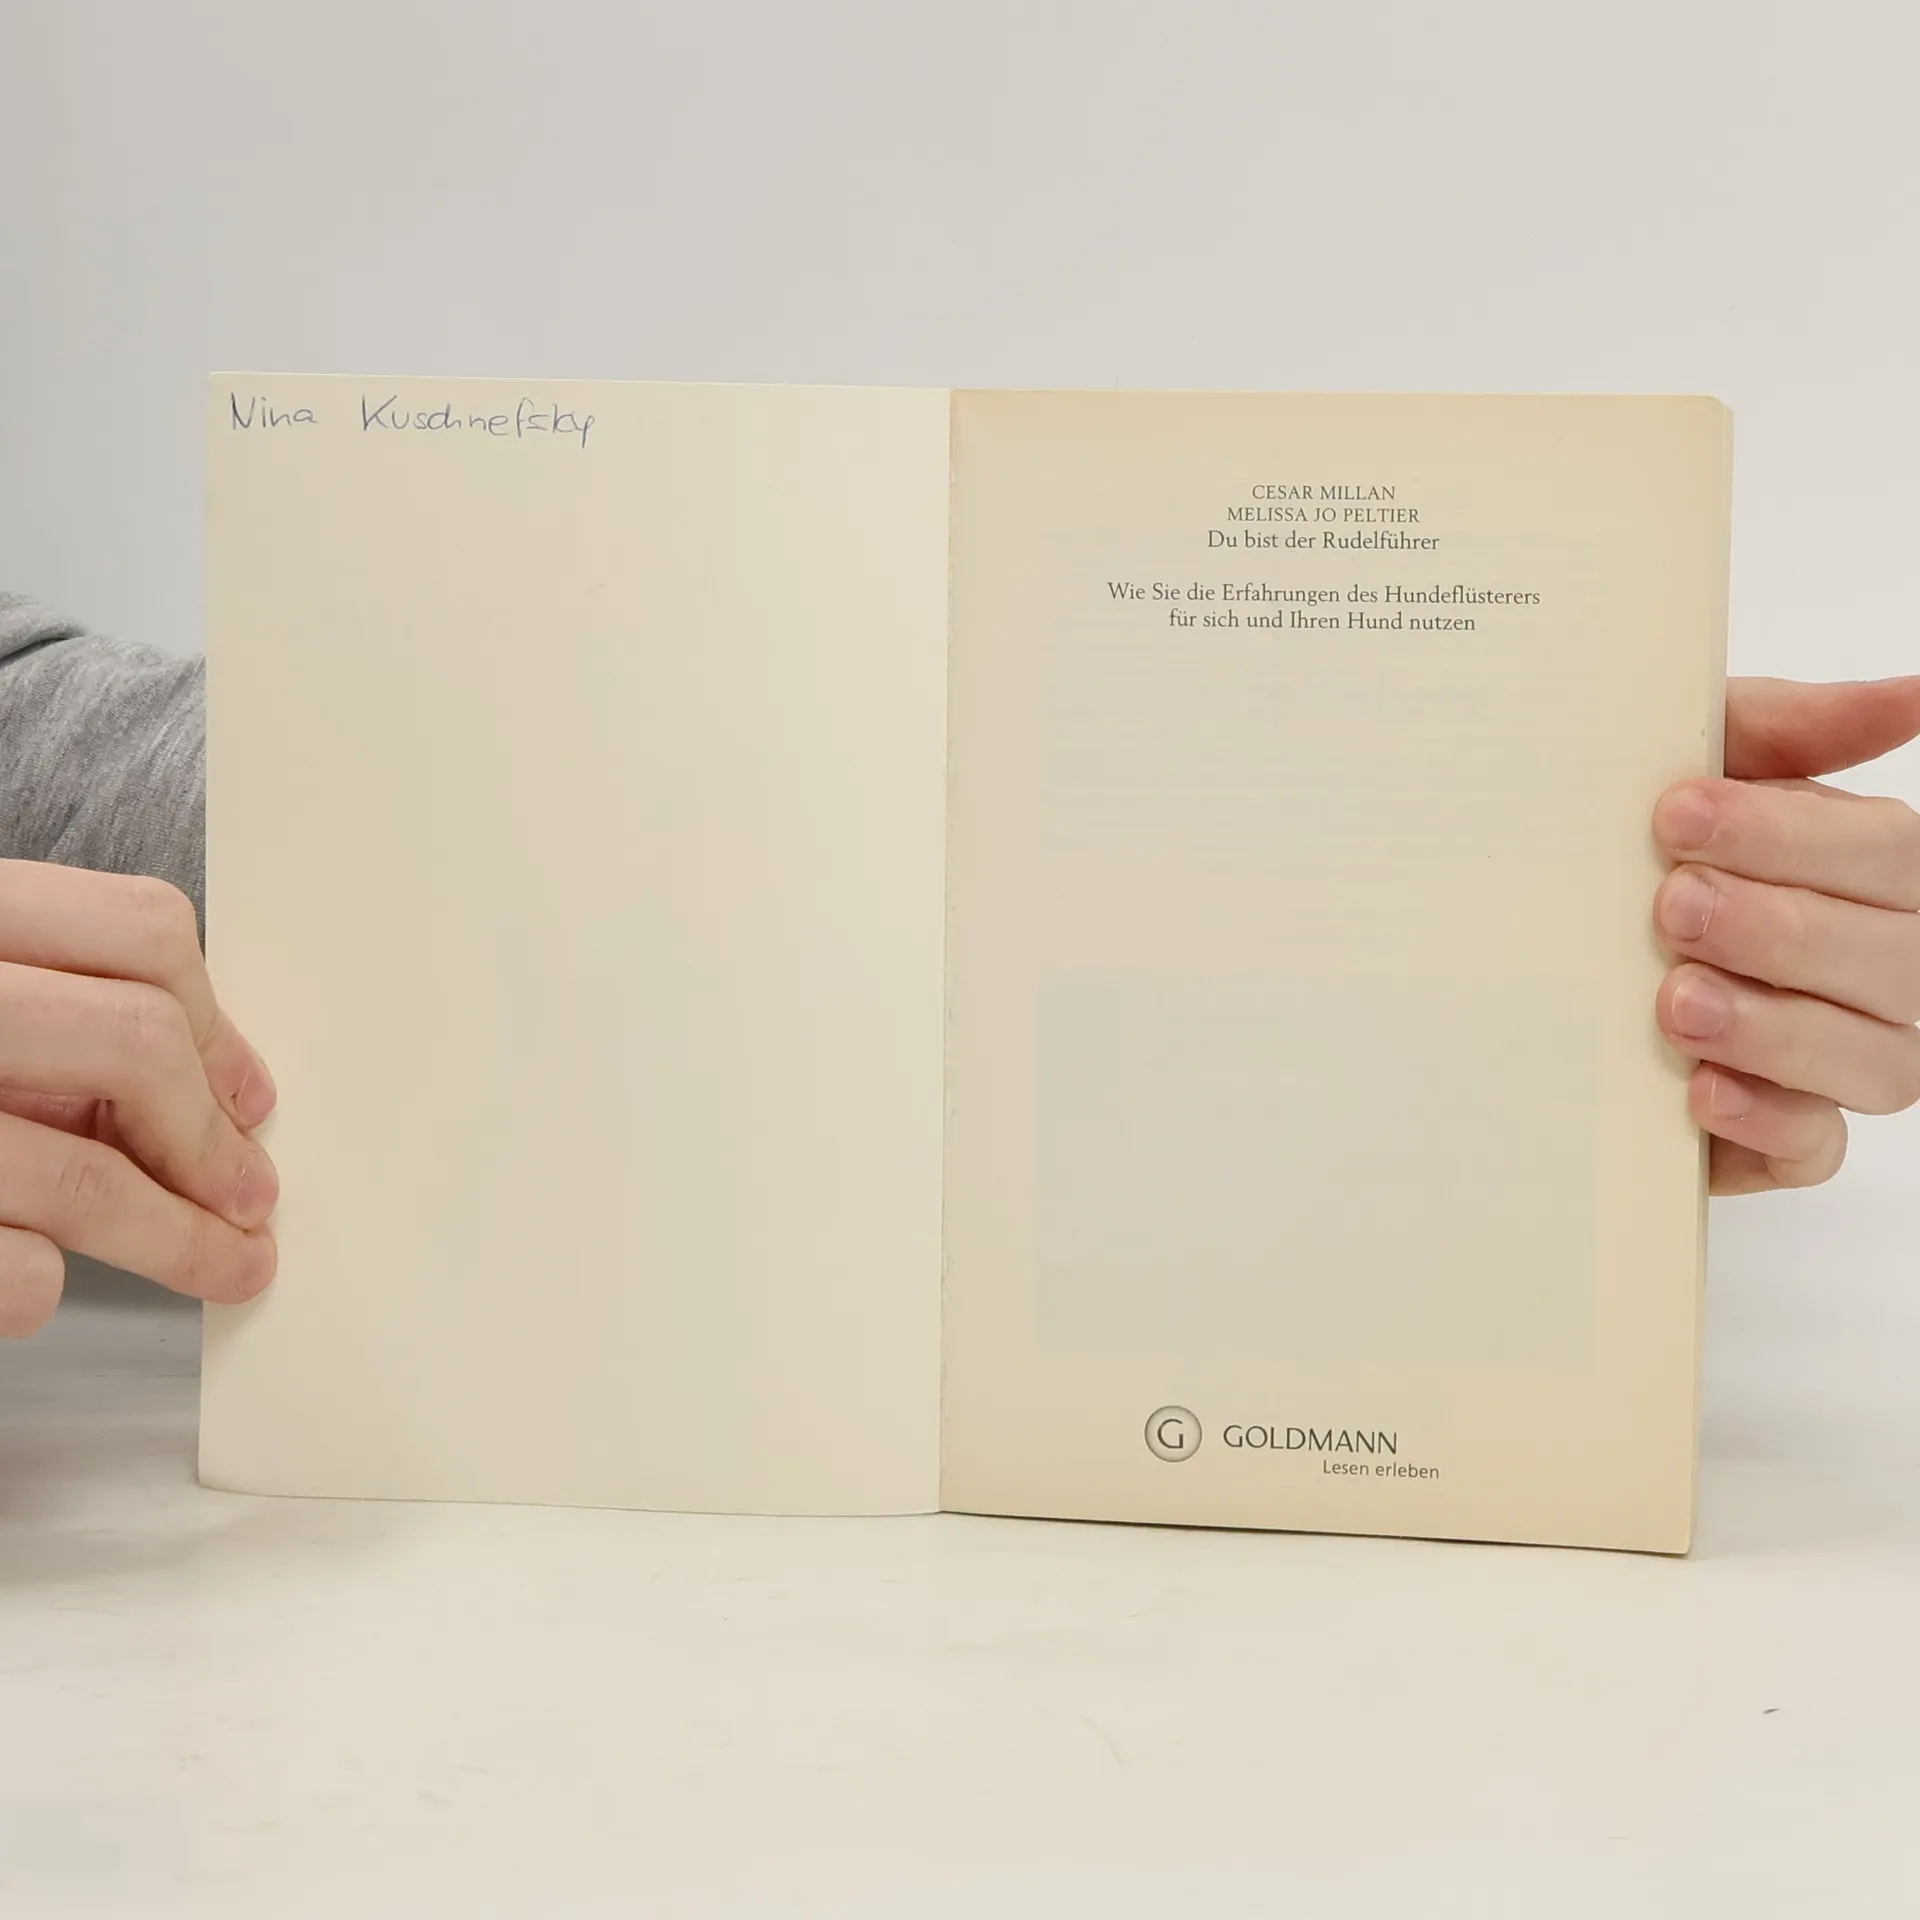 Nina Kuschnefsky
CESAR MILLAN
MELISSA JO PELTIER
Du bist der Rudelführer
Wie Sie die Erfahrungen des Hundeflüsterers
für sich und Ihren Hund nutzen
G GOLDMANN
Lesen erleben